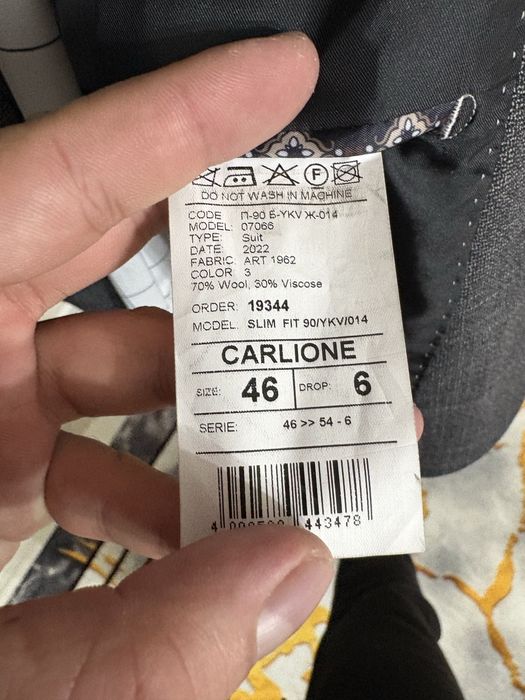 F
DO NOT WASH IN MACHINE
CODE П-90 Б-YKV Ж-014
MODEL: 07066
TYPE: Suit
DATE: 2022
FABRIC: ART 1962
COLOR: 3
70% Wool, 30% Viscose
ORDER: 19344
MODEL: SLIM FIT 90/YKV/014
CARLIONE
SIZE: 46 DROP: 6
SERIE: 46 >> 54 - 6
4 443478